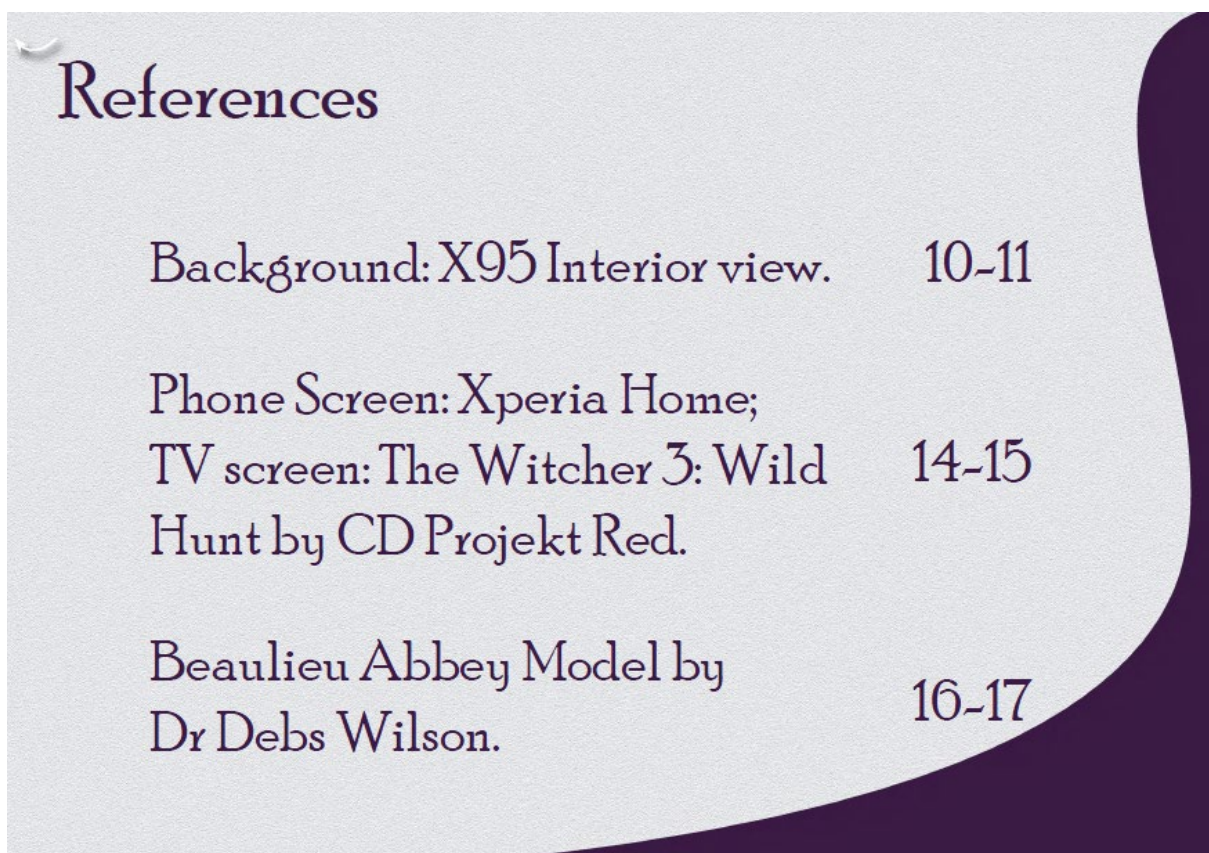 References
Background: X95 Interior view. 10-11
Phone Screen: Xperia Home;
TV screen: The Witcher 3: Wild 14-15
Hunt by CD Projekt Red.
Beaulieu Abbey Model by
Dr Debs Wilson. 16-17